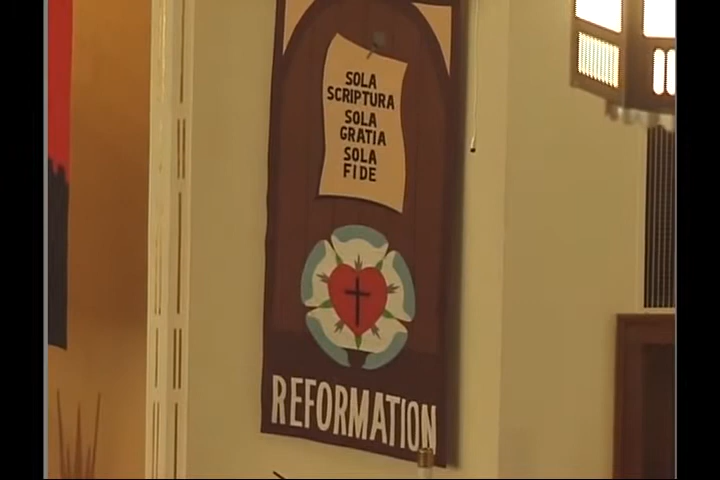 SOLA
SCRIPTURA
SOLA
GRATIA
SOLA
FIDE
REFORMATION